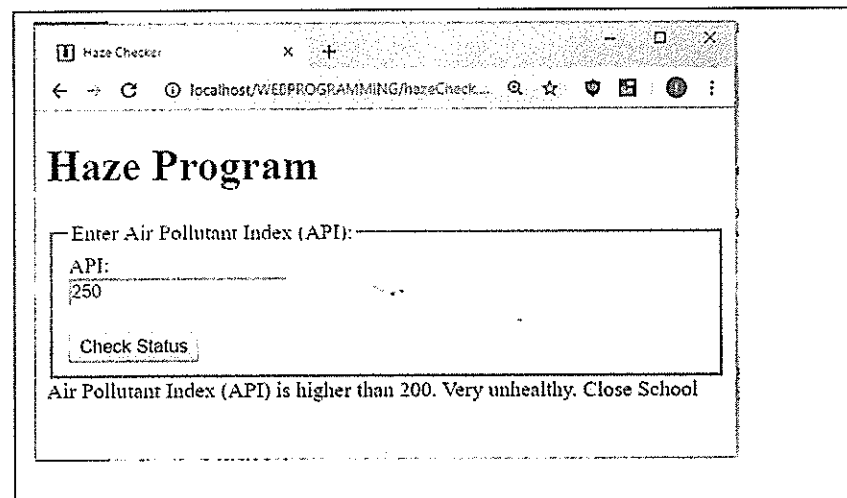 Haze Checker
localhost/WEBPROGRAMMING/hazeCheck...
Haze Program
Enter Air Pollutant Index (API):
API:
250
Check Status
Air Pollutant Index (API) is higher than 200. Very unhealthy. Close School